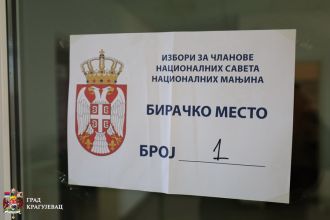 ИЗБОРИ ЗА ЧЛАНОВЕ
НАЦИОНАЛНИХ САВЕТА
НАЦИОНАЛНИХ МАЊИНА
БИРАЧКО МЕСТО
БРОЈ 1
ГРАД
КРАГУЈЕВАЦ